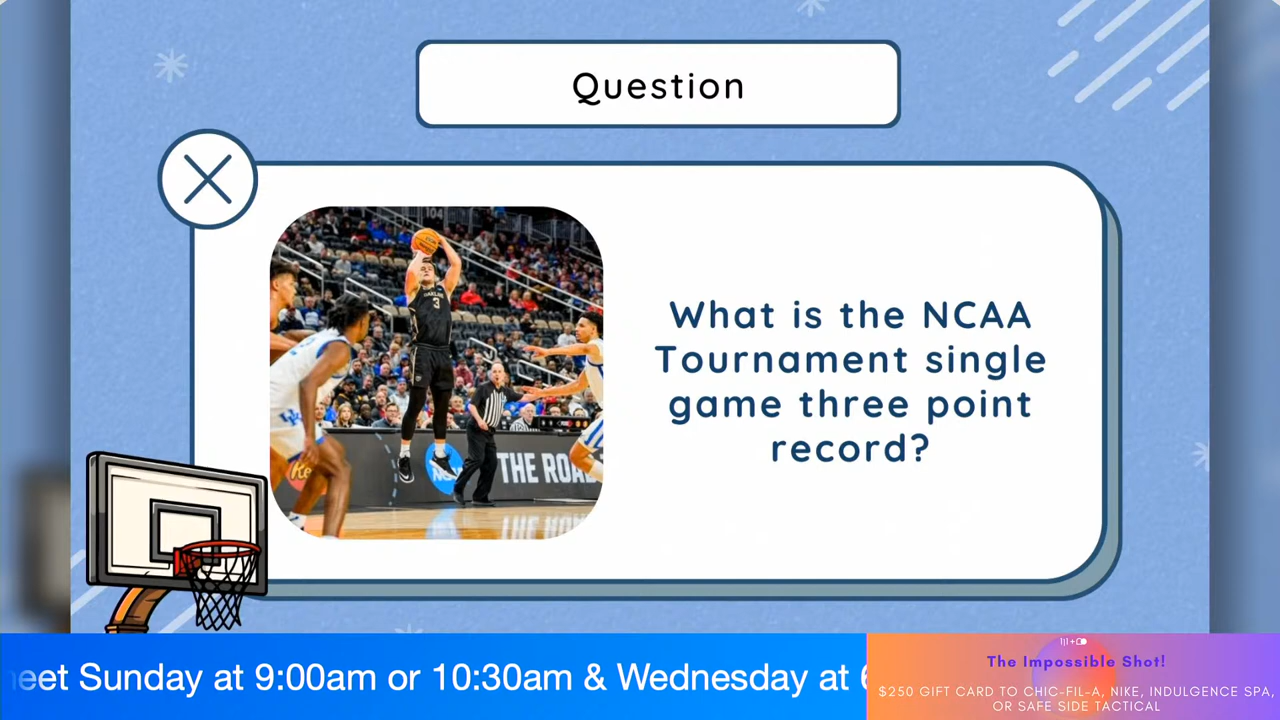 Question
104
OAKLAND
3
What is the NCAA
Tournament single
game three point
record?
THE ROAD
eet Sunday at 9:00am or 10:30am & Wednesday at 6
The Impossible Shot!
$250 GIFT CARD TO CHIC-FIL-A, NIKE, INDULGENCE SPA,
OR SAFE SIDE TACTICAL